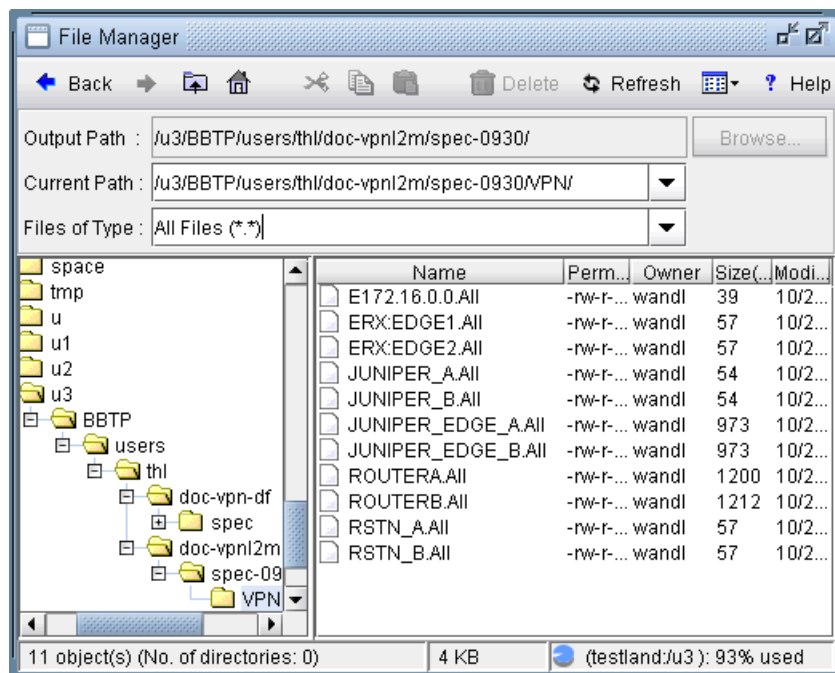 File Manager
Back Delete Refresh ? Help
Output Path : /u3/BBTP/users/thl/doc-vpnl2m/spec-0930/ Browse...
Current Path : /u3/BBTP/users/thl/doc-vpnl2m/spec-0930/VPN/
Files of Type : All Files (*.*)
space
tmp
u
u1
u2
u3
BBTP
users
thl
doc-vpn-df
spec
doc-vpnl2m
spec-09
VPN
Name Perm... Owner Size(... Modi...
E172.16.0.0.All -rw-r-... wandl 39 10/2...
ERX:EDGE1.All -rw-r-... wandl 57 10/2...
ERX:EDGE2.All -rw-r-... wandl 57 10/2...
JUNIPER_A.All -rw-r-... wandl 54 10/2...
JUNIPER_B.All -rw-r-... wandl 54 10/2...
JUNIPER_EDGE_A.All -rw-r-... wandl 973 10/2...
JUNIPER_EDGE_B.All -rw-r-... wandl 973 10/2...
ROUTERA.All -rw-r-... wandl 1200 10/2...
ROUTERB.All -rw-r-... wandl 1212 10/2...
RSTN_A.All -rw-r-... wandl 57 10/2...
RSTN_B.All -rw-r-... wandl 57 10/2...
11 object(s) (No. of directories: 0) 4 KB (testland:/u3 ): 93% used